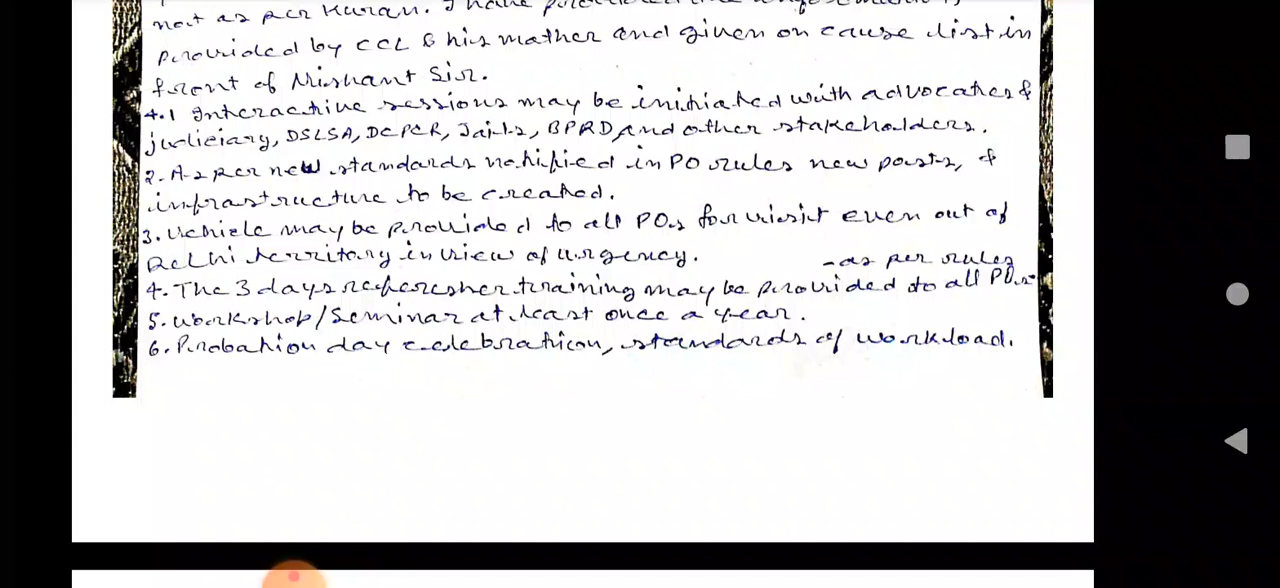 not as per Kuran. I have
provided by CCL & his mather and given on cause list in
front of Nishant Sir.
4.1 Interactive sessions may be initiated with advocates &
judiciary, DSLSA, DCPCR, Jails, BPRD, and other stakeholders.
2. As per new standards notified in PO rules new posts, &
infrastructure to be created.
3. Vehicle may be provided to all POs for visit even out of
Delhi territory in view of urgency. - as per rules
4. The 3 days refresher training may be provided to all POs-
5. Workshop/Seminar at least once a year.
6. Probation day celebration, standards of workload.